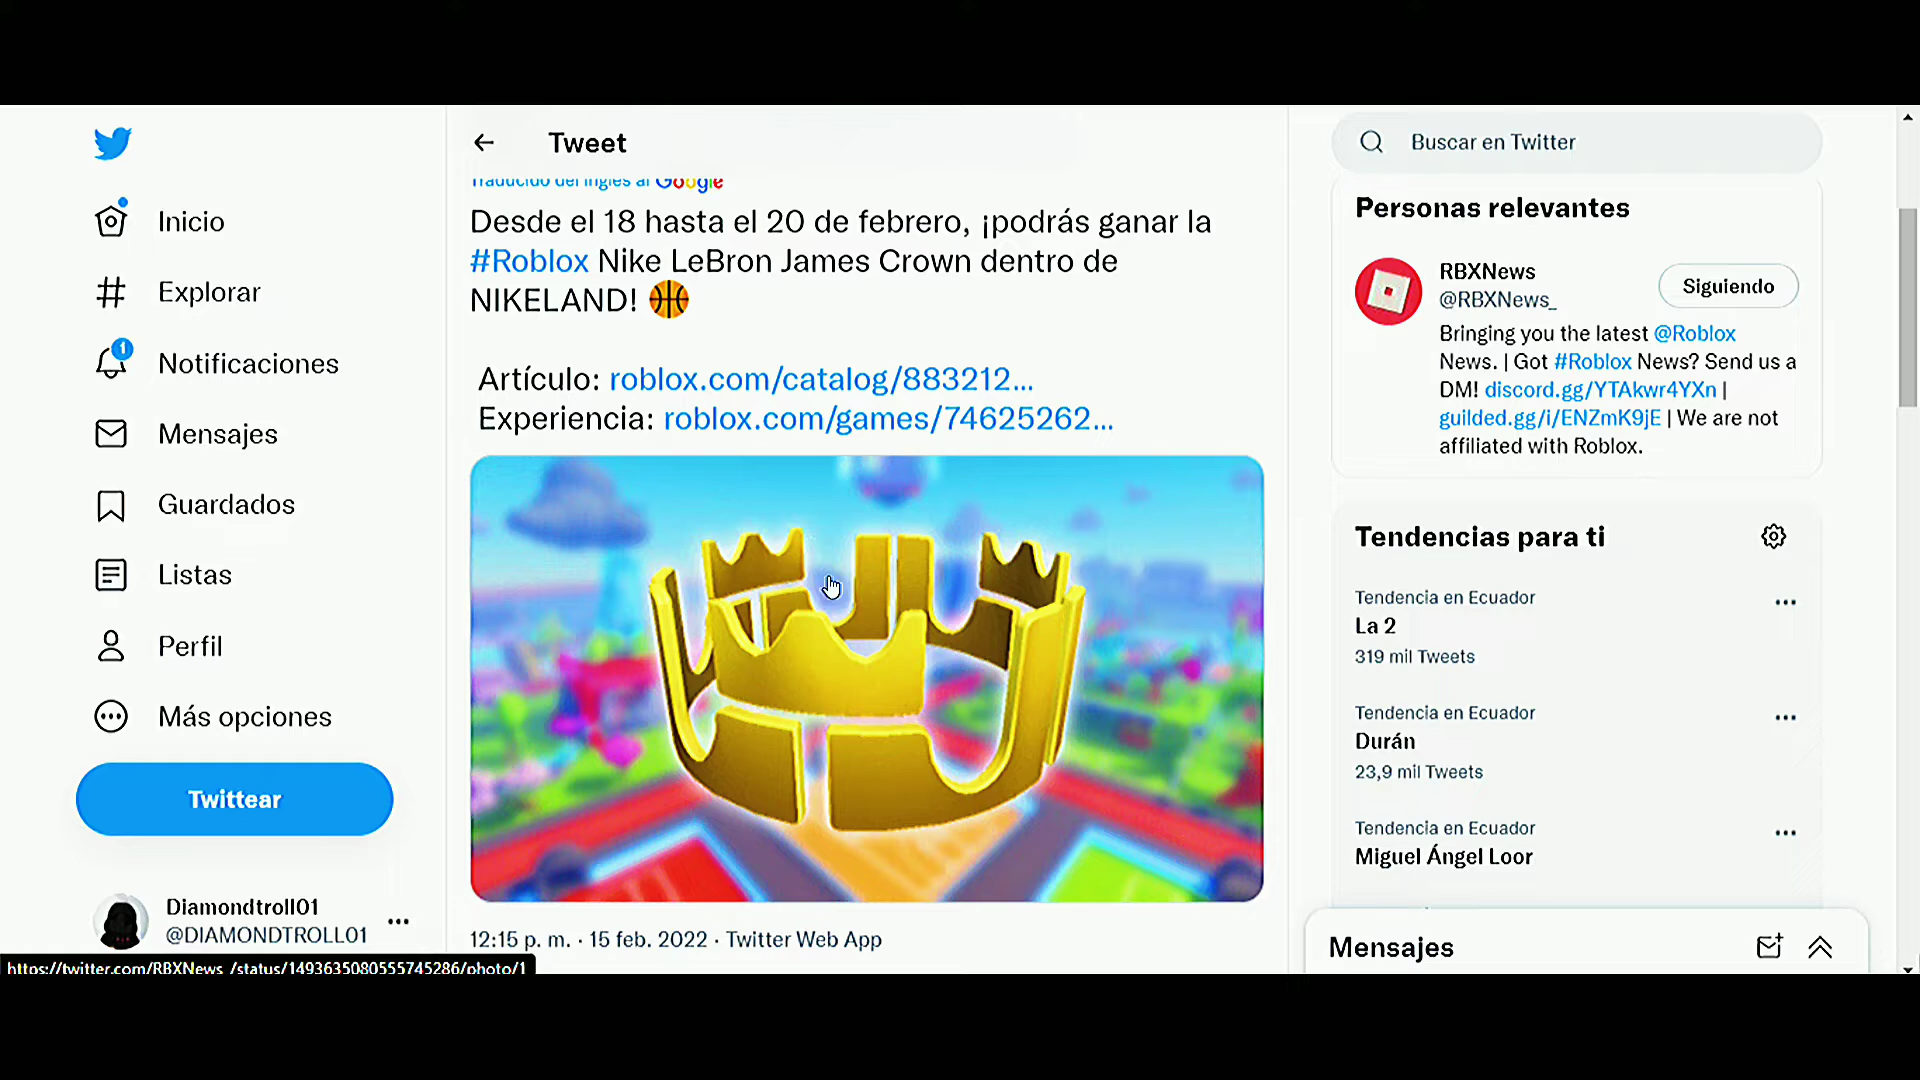 Tweet
Buscar en Twitter
Traducido del inglés al Google
Inicio
Explorar
1
Notificaciones
Mensajes
Guardados
Listas
Perfil
Más opciones
Twittear
Diamondtroll01
@DIAMONDTROLL01
Desde el 18 hasta el 20 de febrero, ¡podrás ganar la
#Roblox Nike LeBron James Crown dentro de
NIKELAND! 🏀
Artículo: roblox.com/catalog/883212...
Experiencia: roblox.com/games/74625262...
12:15 p. m. · 15 feb. 2022 · Twitter Web App
Personas relevantes
RBXNews
@RBXNews_
Siguiendo
Bringing you the latest @Roblox
News. | Got #Roblox News? Send us a
DM! discord.gg/YTAkwr4YXn |
guilded.gg/i/ENZmK9jE | We are not
affiliated with Roblox.
Tendencias para ti
Tendencia en Ecuador
La 2
319 mil Tweets
Tendencia en Ecuador
Durán
23,9 mil Tweets
Tendencia en Ecuador
Miguel Ángel Loor
Mensajes
https://twitter.com/RBXNews_/status/1493635080555745286/photo/1